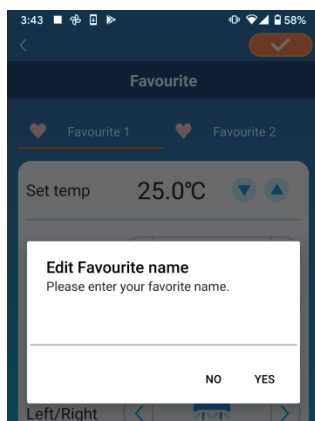 3:43
58%
Favourite
Favourite 1
Favourite 2
Set temp
25.0℃
Edit Favourite name
Please enter your favorite name.
NO
YES
Left/Right